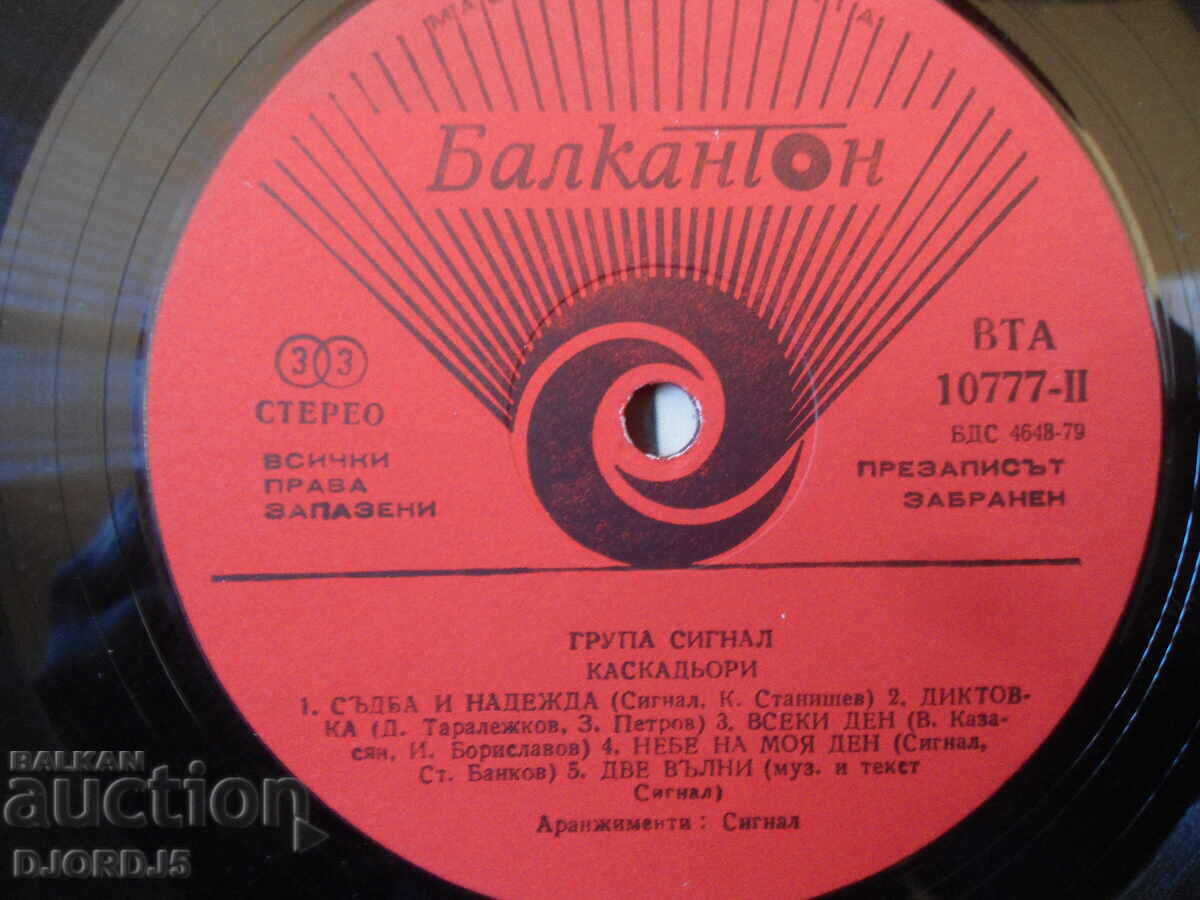 Балкантон
33
СТЕРЕО
ВСИЧКИ
ПРАВА
ЗАПАЗЕНИ
ВТА
10777-II
БДС 4648-79
ПРЕЗАПИСЪТ
ЗАБРАНЕН
ГРУПА СИГНАЛ
КАСКАДЬОРИ
1. СЪДБА И НАДЕЖДА (Сигнал, К. Станишев) 2. ДИКТОВ-
КА (Д. Таралежков, З. Петров) 3. ВСЕКИ ДЕН (В. Каза-
сян, И. Бориславов) 4. НЕБЕ НА МОЯ ДЕН (Сигнал,
Ст. Банков) 5. ДВЕ ВЪЛНИ (муз. и текст
Сигнал)
Аранжименти: Сигнал
BALKAN
auction
DJORDJ5